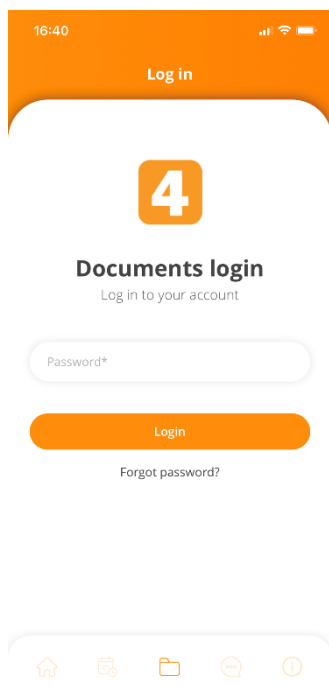 16:40
Log in
4
Documents login
Log in to your account
Password*
Login
Forgot password?